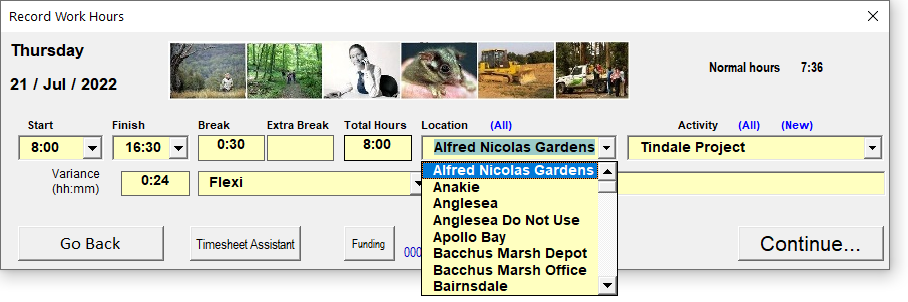 Record Work Hours
Thursday
21 / Jul / 2022
Normal hours 7:36
Start Finish Break Extra Break Total Hours Location (All) Activity (All) (New)
8:00 16:30 0:30 8:00 Alfred Nicolas Gardens Tindale Project
Variance
(hh:mm)
0:24 Flexi
Alfred Nicolas Gardens
Anakie
Anglesea
Anglesea Do Not Use
Apollo Bay
Bacchus Marsh Depot
Bacchus Marsh Office
Bairnsdale
Go Back Timesheet Assistant Funding 000 Continue...